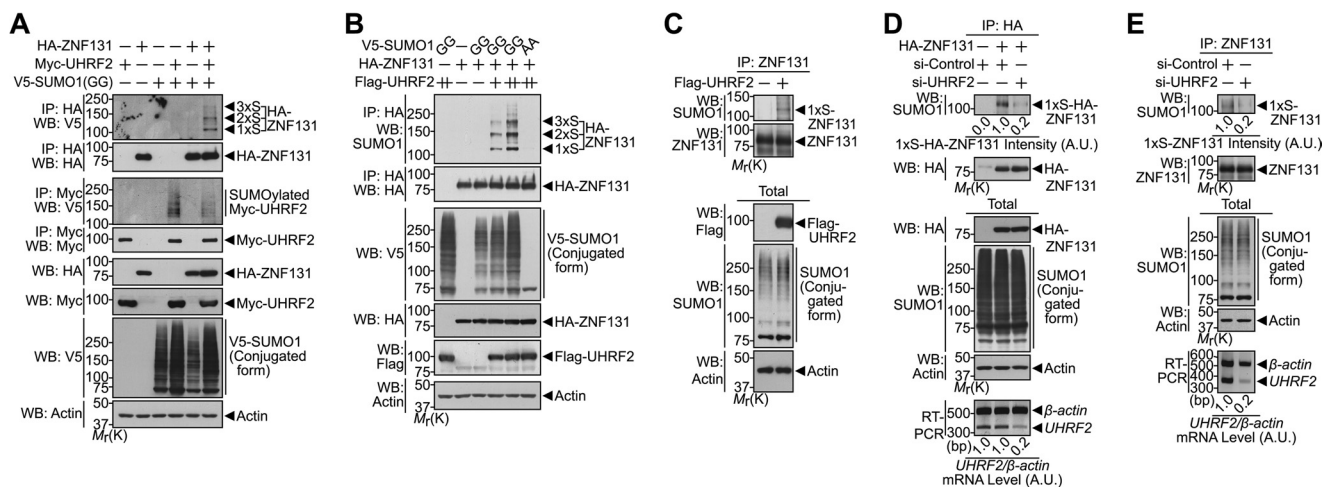 A
HA-ZNF131 – + – – + +
Myc-UHRF2 + – – + – +
V5-SUMO1(GG) – – + + + +
IP: HA
WB: V5
250
150
100
3xS
2xS
1xS
HA-
ZNF131
IP: HA
WB: HA
100
75
HA-ZNF131
IP: Myc
WB: V5
250
150
100
SUMOylated
Myc-UHRF2
IP: Myc
WB: Myc
100
HA-ZNF131
Myc-UHRF2
WB: HA
100
75
HA-ZNF131
WB: Myc
100
Myc-UHRF2
WB: V5
250
150
100
75
V5-SUMO1
(Conjugated
form)
WB: Actin
50
37
Actin
Mr(K)
B
V5-SUMO1 GG – GG GG GG AA
HA-ZNF131 – + + + + +
Flag-UHRF2 ++ – – + ++ ++
IP: HA
WB:
SUMO1
250
150
100
75
3xS
2xS
1xS
HA-
ZNF131
IP: HA
WB: HA
100
75
HA-ZNF131
WB: V5
250
150
100
75
V5-SUMO1
(Conjugated
form)
WB: HA
100
75
HA-ZNF131
WB:
Flag
100
75
Flag-UHRF2
WB:
Actin
50
37
Actin
Mr(K)
C
IP: ZNF131
Flag-UHRF2 – +
WB:
SUMO1
150
100
1xS-
ZNF131
WB:
ZNF131
100
75
ZNF131
Mr(K)
Total
WB:
Flag
100
Flag-
UHRF2
WB:
SUMO1
250
150
100
75
SUMO1
(Conju-
gated
form)
WB:
Actin
50
37
Actin
Mr(K)
D
IP: HA
HA-ZNF131 – + +
si-Control + + –
si-UHRF2 – – +
WB:
SUMO1
100
1xS-HA-
ZNF131
0.0 1.0 0.2
1xS-HA-ZNF131 Intensity (A.U.)
WB: HA
75
HA-
ZNF131
Mr(K)
Total
WB: HA
75
HA-
ZNF131
WB:
SUMO1
250
150
100
75
SUMO1
(Conju-
gated
form)
WB: Actin
50
37
Actin
Mr(K)
RT-
PCR
500
300
(bp)
β-actin
UHRF2
1.0 1.0 0.2
UHRF2/β-actin
mRNA Level (A.U.)
E
IP: ZNF131
si-Control + –
si-UHRF2 – +
WB:
SUMO1
100
1xS-
ZNF131
1.0 0.2
1xS-ZNF131 Intensity (A.U.)
WB:
ZNF131
100
75
ZNF131
Mr(K)
Total
WB:
SUMO1
250
150
100
75
SUMO1
(Conju-
gated
form)
WB:
Actin
50
37
Actin
Mr(K)
RT-
PCR
600
500
400
300
(bp)
β-actin
UHRF2
1.0 0.2
UHRF2/β-actin
mRNA Level (A.U.)